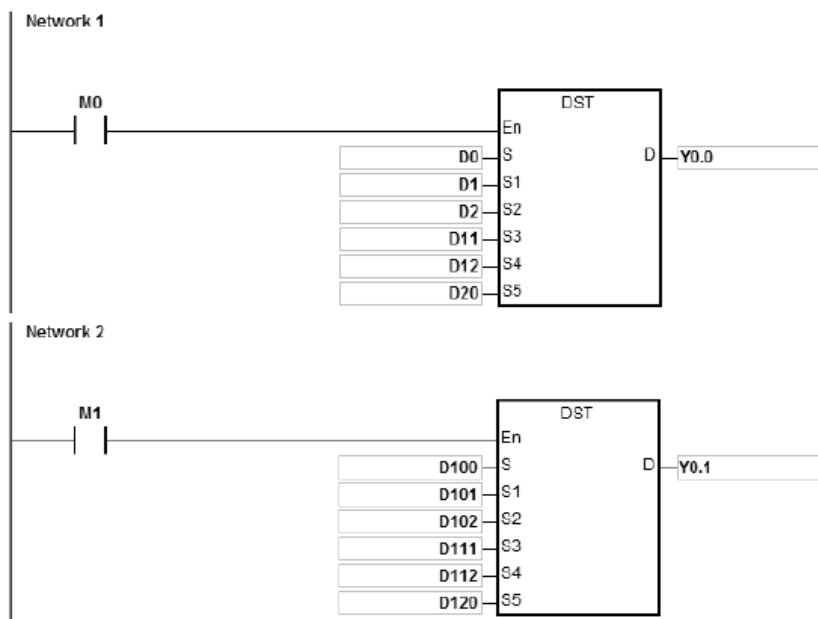 Network 1
M0
DST
En
D0 S D Y0.0
D1 S1
D2 S2
D11 S3
D12 S4
D20 S5
Network 2
M1
DST
En
D100 S D Y0.1
D101 S1
D102 S2
D111 S3
D112 S4
D120 S5